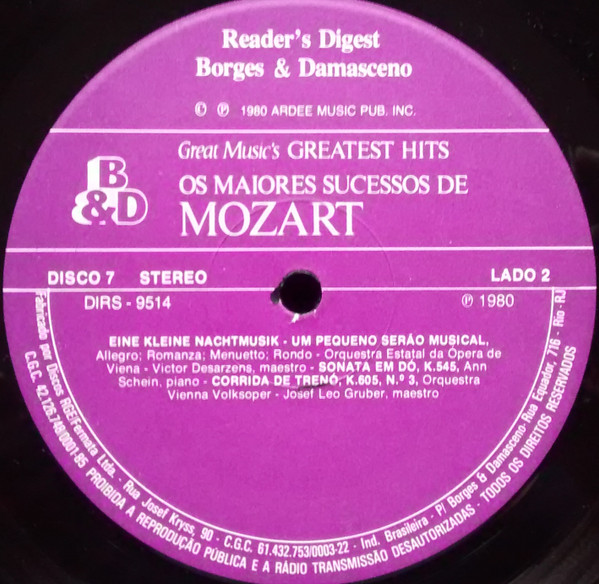 Reader's Digest
Borges & Damasceno
© ℗ 1980 ARDEE MUSIC PUB. INC.
Great Music's GREATEST HITS
B
&D
OS MAIORES SUCESSOS DE
MOZART
DISCO 7 STEREO
LADO 2
DIRS - 9514
℗ 1980
EINE KLEINE NACHTMUSIK - UM PEQUENO SERÃO MUSICAL,
Allegro; Romanza; Menuetto; Rondo - Orquestra Estatal da Ópera de
Viena - Victor Desarzens, maestro - SONATA EM DÓ, K.545, Ann
Schein, piano - CORRIDA DE TRENÓ, K.605, N.º 3, Orquestra
Vienna Volksoper - Josef Leo Gruber, maestro
Fabricado por Discos RGE/Fermata Ltda. - Rua Josef Kryss, 90 - C.G.C. 61.432.753/0003-22 - Ind. Brasileira - P/ Borges & Damasceno - Rua Equador, 716 - Rio - RJ
C.G.C. 42.126.748/0001-85 PROIBIDA A REPRODUÇÃO PÚBLICA E A RÁDIO TRANSMISSÃO DESAUTORIZADAS - TODOS OS DIREITOS RESERVADOS